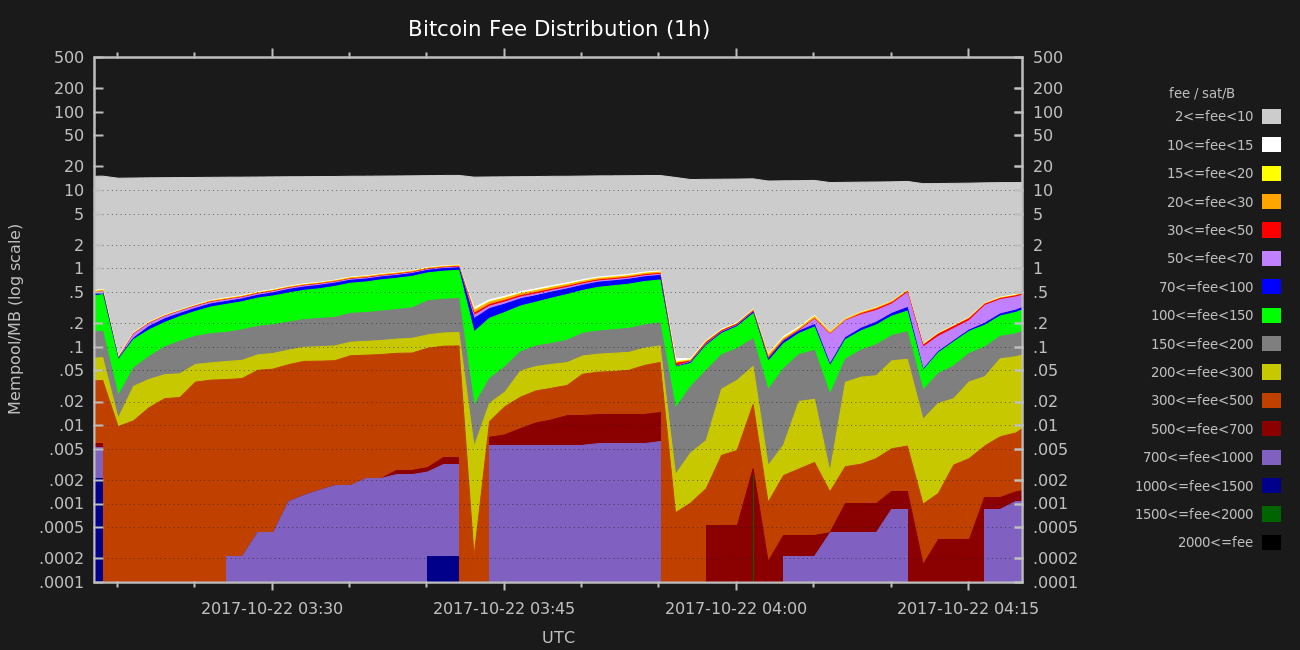 Bitcoin Fee Distribution (1h)
500
200
100
50
20
10
5
2
1
.5
.2
.1
.05
.02
.01
.005
.002
.001
.0005
.0002
.0001
Mempool/MB (log scale)
500
200
100
50
20
10
5
2
1
.5
.2
.1
.05
.02
.01
.005
.002
.001
.0005
.0002
.0001
2017-10-22 03:30
2017-10-22 03:45
2017-10-22 04:00
2017-10-22 04:15
UTC
fee / sat/B
2<=fee<10
10<=fee<15
15<=fee<20
20<=fee<30
30<=fee<50
50<=fee<70
70<=fee<100
100<=fee<150
150<=fee<200
200<=fee<300
300<=fee<500
500<=fee<700
700<=fee<1000
1000<=fee<1500
1500<=fee<2000
2000<=fee